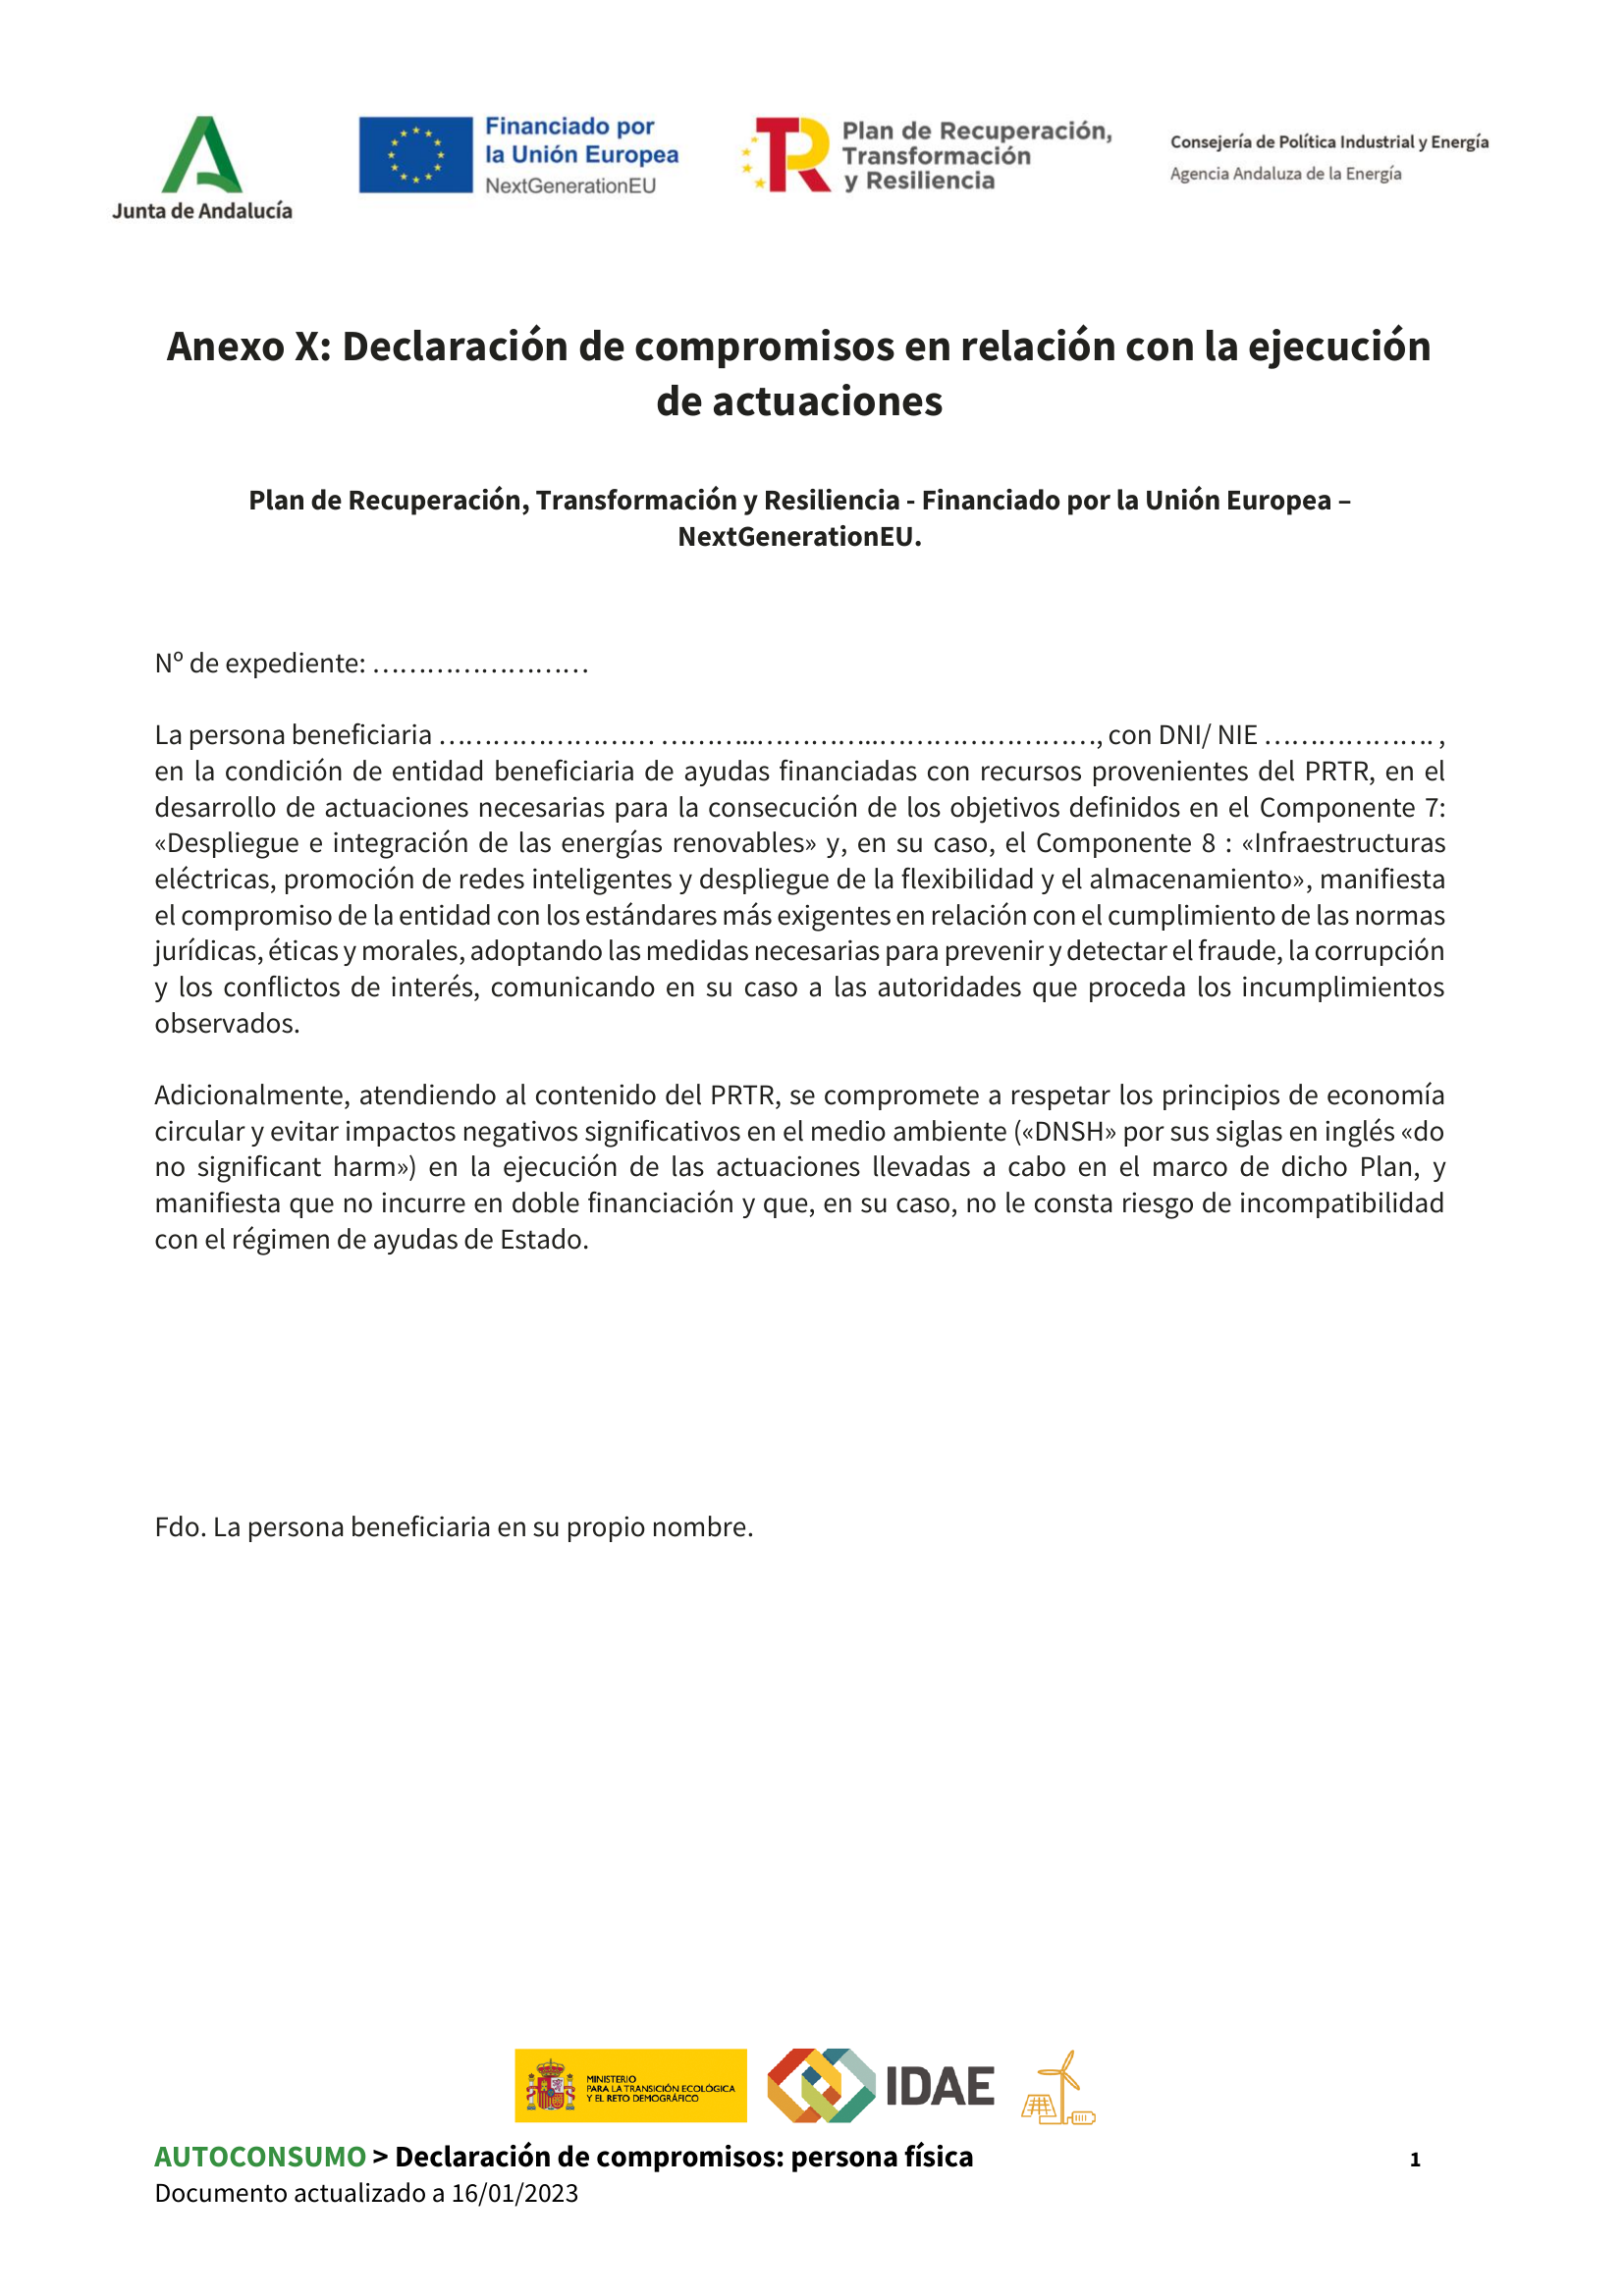 Junta de Andalucía
Financiado por
la Unión Europea
NextGenerationEU
Plan de Recuperación,
Transformación
y Resiliencia
Consejería de Política Industrial y Energía
Agencia Andaluza de la Energía
Anexo X: Declaración de compromisos en relación con la ejecución
de actuaciones
Plan de Recuperación, Transformación y Resiliencia - Financiado por la Unión Europea –
NextGenerationEU.
Nº de expediente: ……………………
La persona beneficiaria …………………… ………..…………..……………………, con DNI/ NIE ………………. ,
en la condición de entidad beneficiaria de ayudas financiadas con recursos provenientes del PRTR, en el
desarrollo de actuaciones necesarias para la consecución de los objetivos definidos en el Componente 7:
«Despliegue e integración de las energías renovables» y, en su caso, el Componente 8 : «Infraestructuras
eléctricas, promoción de redes inteligentes y despliegue de la flexibilidad y el almacenamiento», manifiesta
el compromiso de la entidad con los estándares más exigentes en relación con el cumplimiento de las normas
jurídicas, éticas y morales, adoptando las medidas necesarias para prevenir y detectar el fraude, la corrupción
y los conflictos de interés, comunicando en su caso a las autoridades que proceda los incumplimientos
observados.
Adicionalmente, atendiendo al contenido del PRTR, se compromete a respetar los principios de economía
circular y evitar impactos negativos significativos en el medio ambiente («DNSH» por sus siglas en inglés «do
no significant harm») en la ejecución de las actuaciones llevadas a cabo en el marco de dicho Plan, y
manifiesta que no incurre en doble financiación y que, en su caso, no le consta riesgo de incompatibilidad
con el régimen de ayudas de Estado.
Fdo. La persona beneficiaria en su propio nombre.
MINISTERIO
PARA LA TRANSICIÓN ECOLÓGICA
Y EL RETO DEMOGRÁFICO
IDAE
AUTOCONSUMO > Declaración de compromisos: persona física 1
Documento actualizado a 16/01/2023